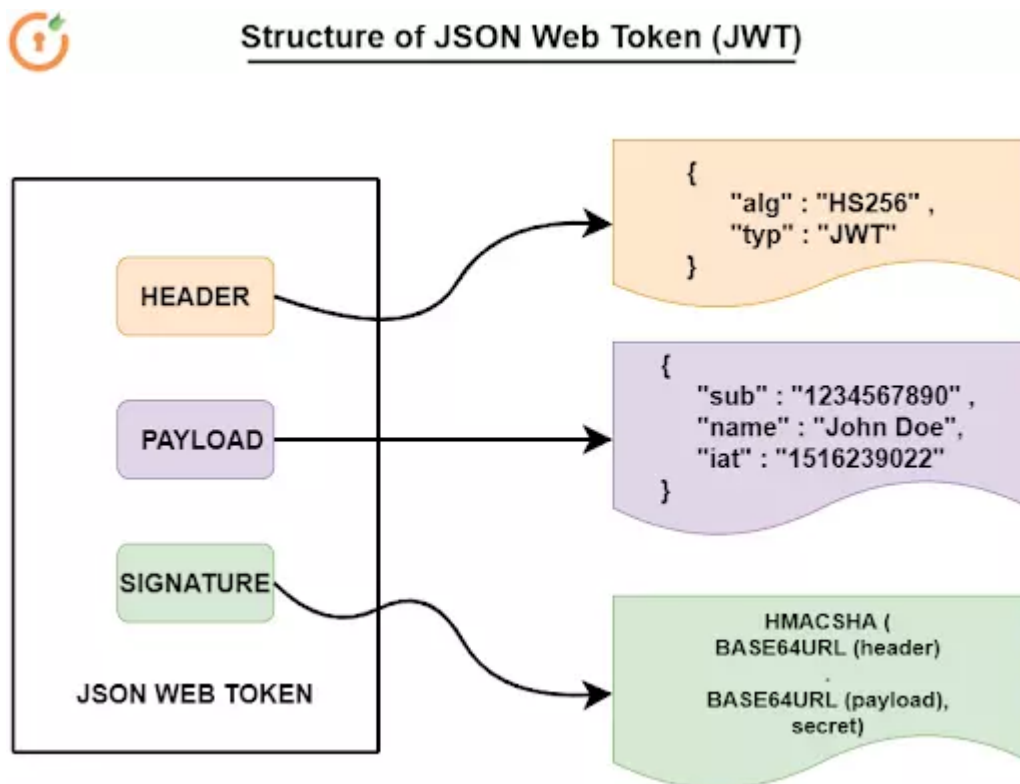 Structure of JSON Web Token (JWT)
HEADER
PAYLOAD
SIGNATURE
JSON WEB TOKEN
{
"alg" : "HS256" ,
"typ" : "JWT"
}
{
"sub" : "1234567890" ,
"name" : "John Doe",
"iat" : "1516239022"
}
HMACSHA (
BASE64URL (header)
.
BASE64URL (payload),
secret)